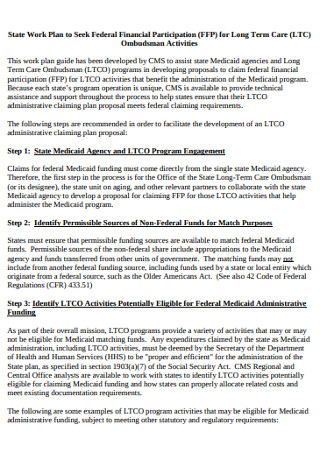 State Work Plan to Seek Federal Financial Participation (FFP) for Long Term Care (LTC)
Ombudsman Activities
This work plan guide has been developed by CMS to assist state Medicaid agencies and Long
Term Care Ombudsman (LTCO) programs in developing proposals to claim federal financial
participation (FFP) for LTCO activities that benefit the administration of the Medicaid program.
Because each state's program operation is unique, CMS is available to provide technical
assistance and support throughout the process to help states ensure that their LTCO
administrative claiming plan proposal meets federal claiming requirements.
The following steps are recommended in order to facilitate the development of an LTCO
administrative claiming plan proposal:
Step 1: State Medicaid Agency and LTCO Program Engagement
Claims for federal Medicaid funding must come directly from the single state Medicaid agency.
Therefore, the first step in the process is for the Office of the State Long-Term Care Ombudsman
(or its designee), the state unit on aging, and other relevant partners to collaborate with the state
Medicaid agency to develop a proposal for claiming FFP for those LTCO activities that help
administer the Medicaid program.
Step 2: Identify Permissible Sources of Non-Federal Funds for Match Purposes
States must ensure that permissible funding sources are available to match federal Medicaid
funds. Permissible sources of the non-federal share include appropriations to the Medicaid
agency and funds transferred from other units of government. The matching funds may not
include from another federal funding source, including funds used by a state or local entity which
originate from a federal source, such as the Older Americans Act. (See also 42 Code of Federal
Regulations (CFR) 433.51)
Step 3: Identify LTCO Activities Potentially Eligible for Federal Medicaid Administrative
Funding
As part of their overall mission, LTCO programs provide a variety of activities that may or may
not be eligible for Medicaid matching funds. Any expenditures claimed by the state as Medicaid
administration, including LTCO activities, must be deemed by the Secretary of the Department
of Health and Human Services (HHS) to be "proper and efficient" for the administration of the
State plan, as specified in section 1903(a)(7) of the Social Security Act. CMS Regional and
Central Office analysts are available to work with states to identify LTCO activities potentially
eligible for claiming Medicaid funding and how states can properly allocate related costs and
meet existing documentation requirements.
The following are some examples of LTCO program activities that may be eligible for Medicaid
administrative funding, subject to meeting other statutory and regulatory requirements: